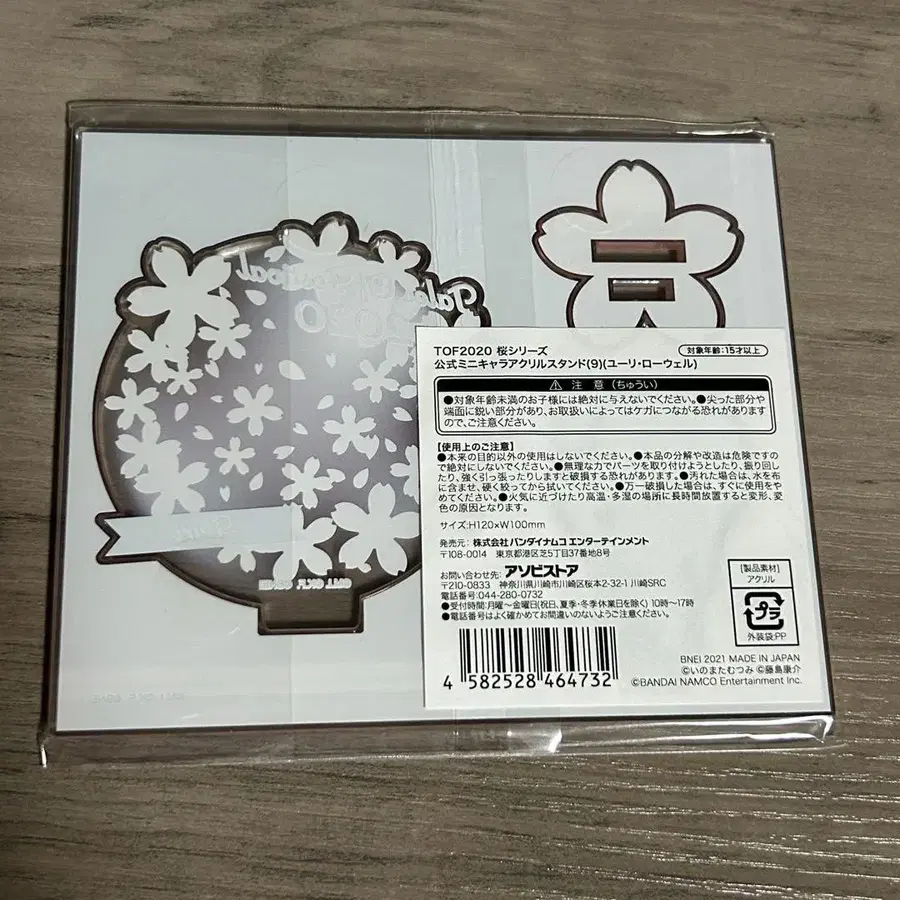 Tales of Festival
2020
TOF2020 桜シリーズ
対象年齢:15才以上
公式ミニキャラアクリルスタンド(9)(ユーリ・ローウェル)
⚠ 注 意 (ちゅうい)
●対象年齢未満のお子様には絶対に与えないでください。●尖った部分や
端面に鋭い部分があり、お取扱いによってはケガにつながる恐れがあります
ので、ご注意ください。
【使用上のご注意】
●本来の目的以外の使用はしないでください。●本品の分解や改造は危険ですの
で絶対にしないでください。●無理な力でパーツを取り付けようとしたり、振り回し
たり、強く引っ張ったりしますと破損する恐れがあります。●汚れた場合は、水を布
に含ませ、硬く絞ってから拭いてください。●万一破損した場合は、すぐに使用をや
めてください。●火気に近づけたり高温・多湿の場所に長時間放置すると変形、変
色の原因となります。
サイズ:H120×W100mm
発売元: 株式会社バンダイナムコエンターテインメント
〒108-0014 東京都港区芝5丁目37番地8号
お問い合わせ先: アソビストア
〒210-0833 神奈川県川崎市川崎区桜本2-32-1 川崎SRC
電話番号:044-280-0732
●受付時間:月曜〜金曜日(祝日、夏季・冬季休業日を除く) 10時〜17時
●電話番号はよく確かめてお間違いのないようご注意ください。
[製品素材]
アクリル
プラ
外装袋:PP
4 582528 464732
BNEI 2021 MADE IN JAPAN
©いのまたむつみ ©藤島康介
©BANDAI NAMCO Entertainment Inc.